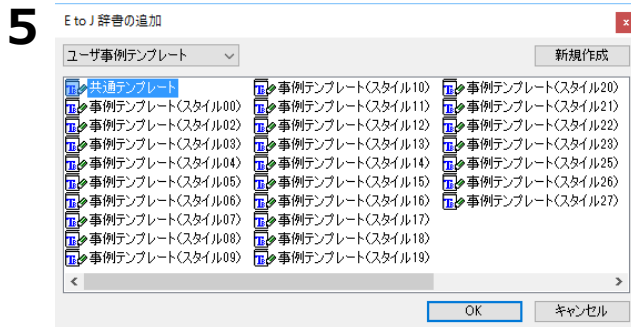 5
E to J 辞書の追加
x
ユーザ事例テンプレート
新規作成
共通テンプレート
事例テンプレート(スタイル00)
事例テンプレート(スタイル02)
事例テンプレート(スタイル03)
事例テンプレート(スタイル04)
事例テンプレート(スタイル05)
事例テンプレート(スタイル06)
事例テンプレート(スタイル07)
事例テンプレート(スタイル08)
事例テンプレート(スタイル09)
事例テンプレート(スタイル10)
事例テンプレート(スタイル11)
事例テンプレート(スタイル12)
事例テンプレート(スタイル13)
事例テンプレート(スタイル14)
事例テンプレート(スタイル15)
事例テンプレート(スタイル16)
事例テンプレート(スタイル17)
事例テンプレート(スタイル18)
事例テンプレート(スタイル19)
事例テンプレート(スタイル20)
事例テンプレート(スタイル21)
事例テンプレート(スタイル22)
事例テンプレート(スタイル23)
事例テンプレート(スタイル25)
事例テンプレート(スタイル26)
事例テンプレート(スタイル27)
OK
キャンセル